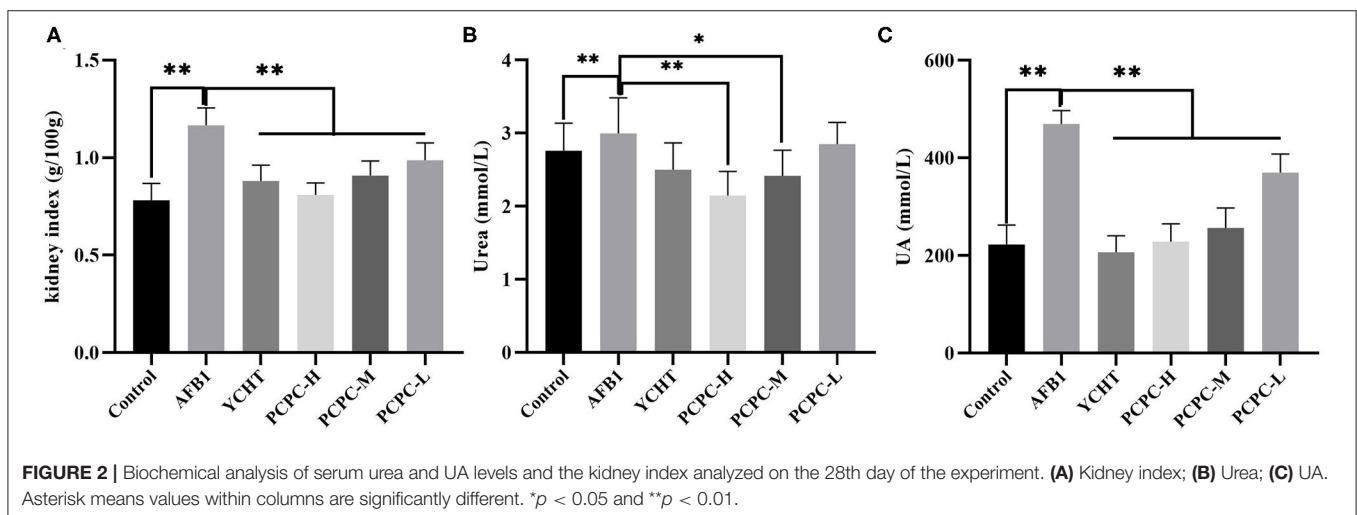 A
B
C
kidney index (g/100g)
1.5
1.0
0.5
0.0
**
**
Control
AFB1
YCHT
PCPC-H
PCPC-M
PCPC-L
Urea (mmol/L)
4
3
2
1
0
**
*
**
Control
AFB1
YCHT
PCPC-H
PCPC-M
PCPC-L
UA (mmol/L)
600
400
200
0
**
**
Control
AFB1
YCHT
PCPC-H
PCPC-M
PCPC-L
FIGURE 2 | Biochemical analysis of serum urea and UA levels and the kidney index analyzed on the 28th day of the experiment. (A) Kidney index; (B) Urea; (C) UA.
Asterisk means values within columns are significantly different. *p < 0.05 and **p < 0.01.